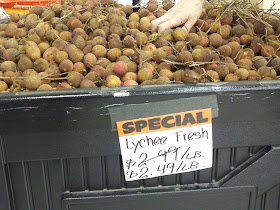 SPECIAL
Lychee Fresh
$2.99/LB.
$2.49/LB.